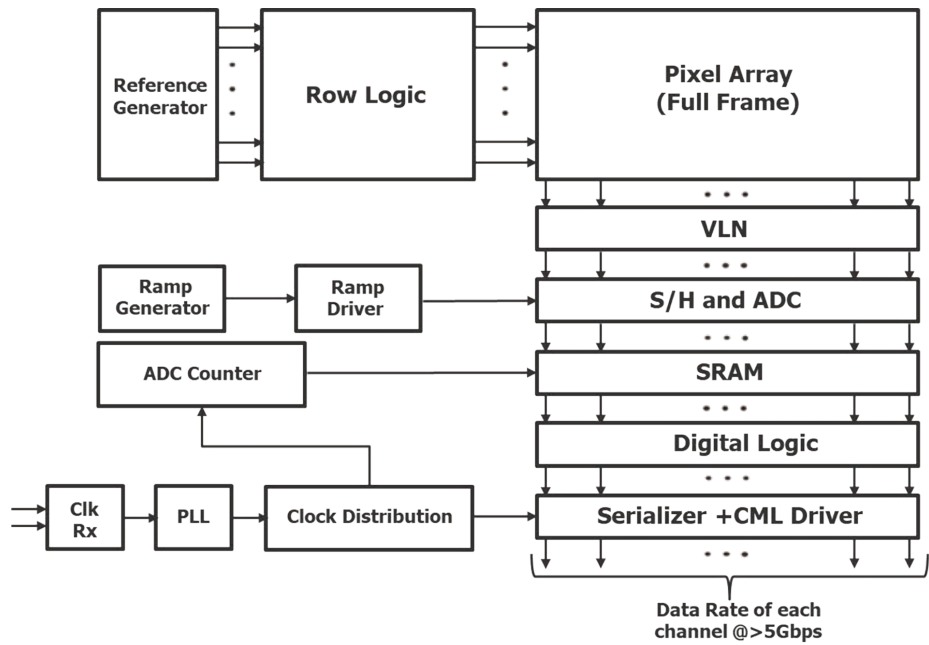 Reference
Generator
Row Logic
Pixel Array
(Full Frame)
VLN
Ramp
Generator
Ramp
Driver
S/H and ADC
ADC Counter
SRAM
Digital Logic
Clk
Rx
PLL
Clock Distribution
Serializer +CML Driver
Data Rate of each
channel @>5Gbps